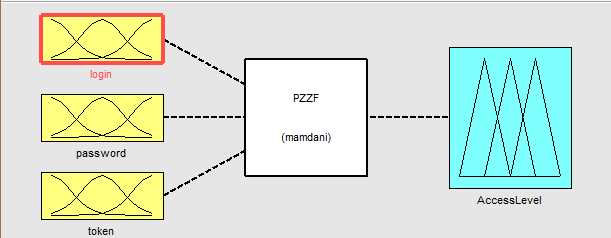 login
password
token
PZZF
(mamdani)
AccessLevel